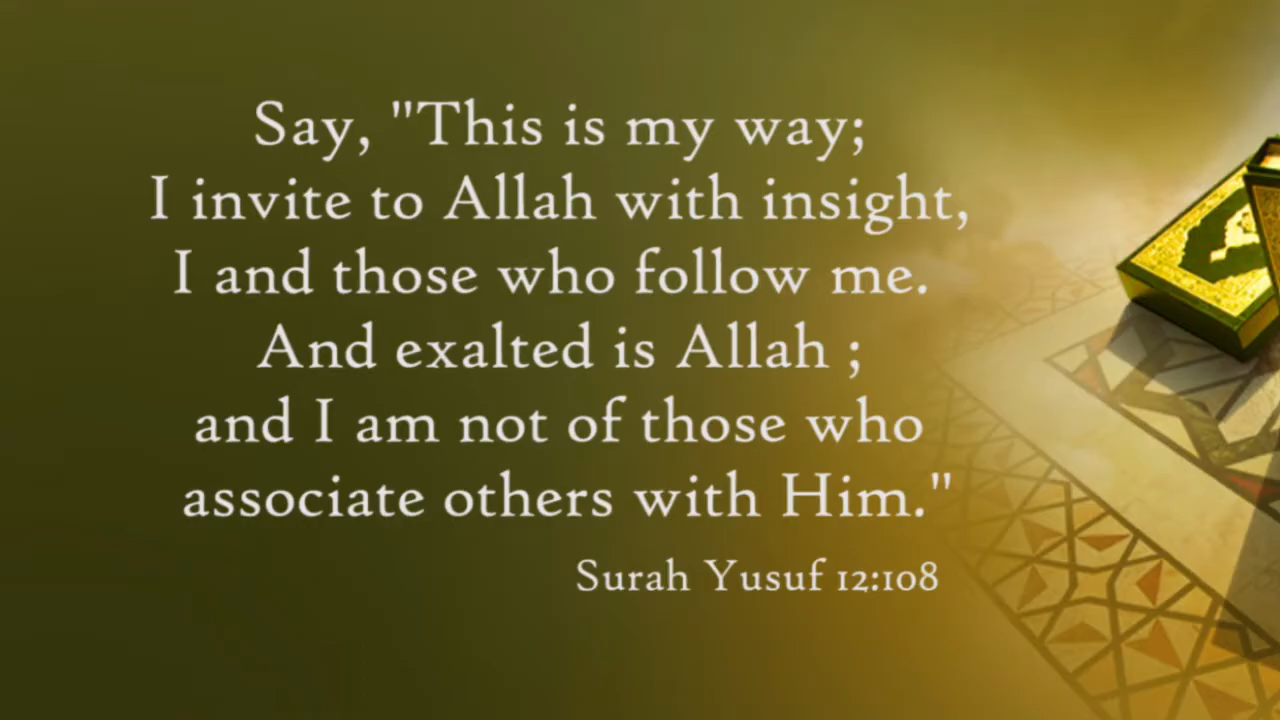 Say, "This is my way;
I invite to Allah with insight,
I and those who follow me.
And exalted is Allah ;
and I am not of those who
associate others with Him."
Surah Yusuf 12:108